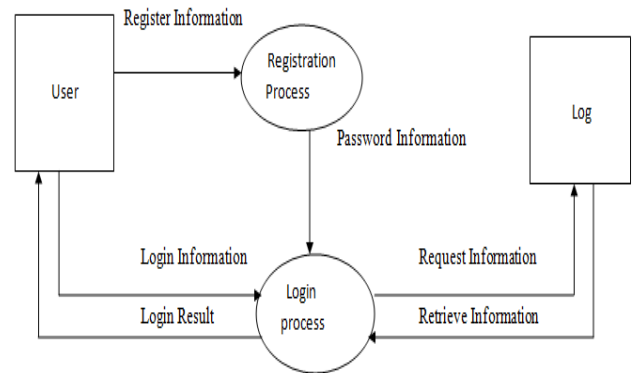 Register Information
User
Registration
Process
Log
Password Information
Login Information
Request Information
Login
process
Login Result
Retrieve Information